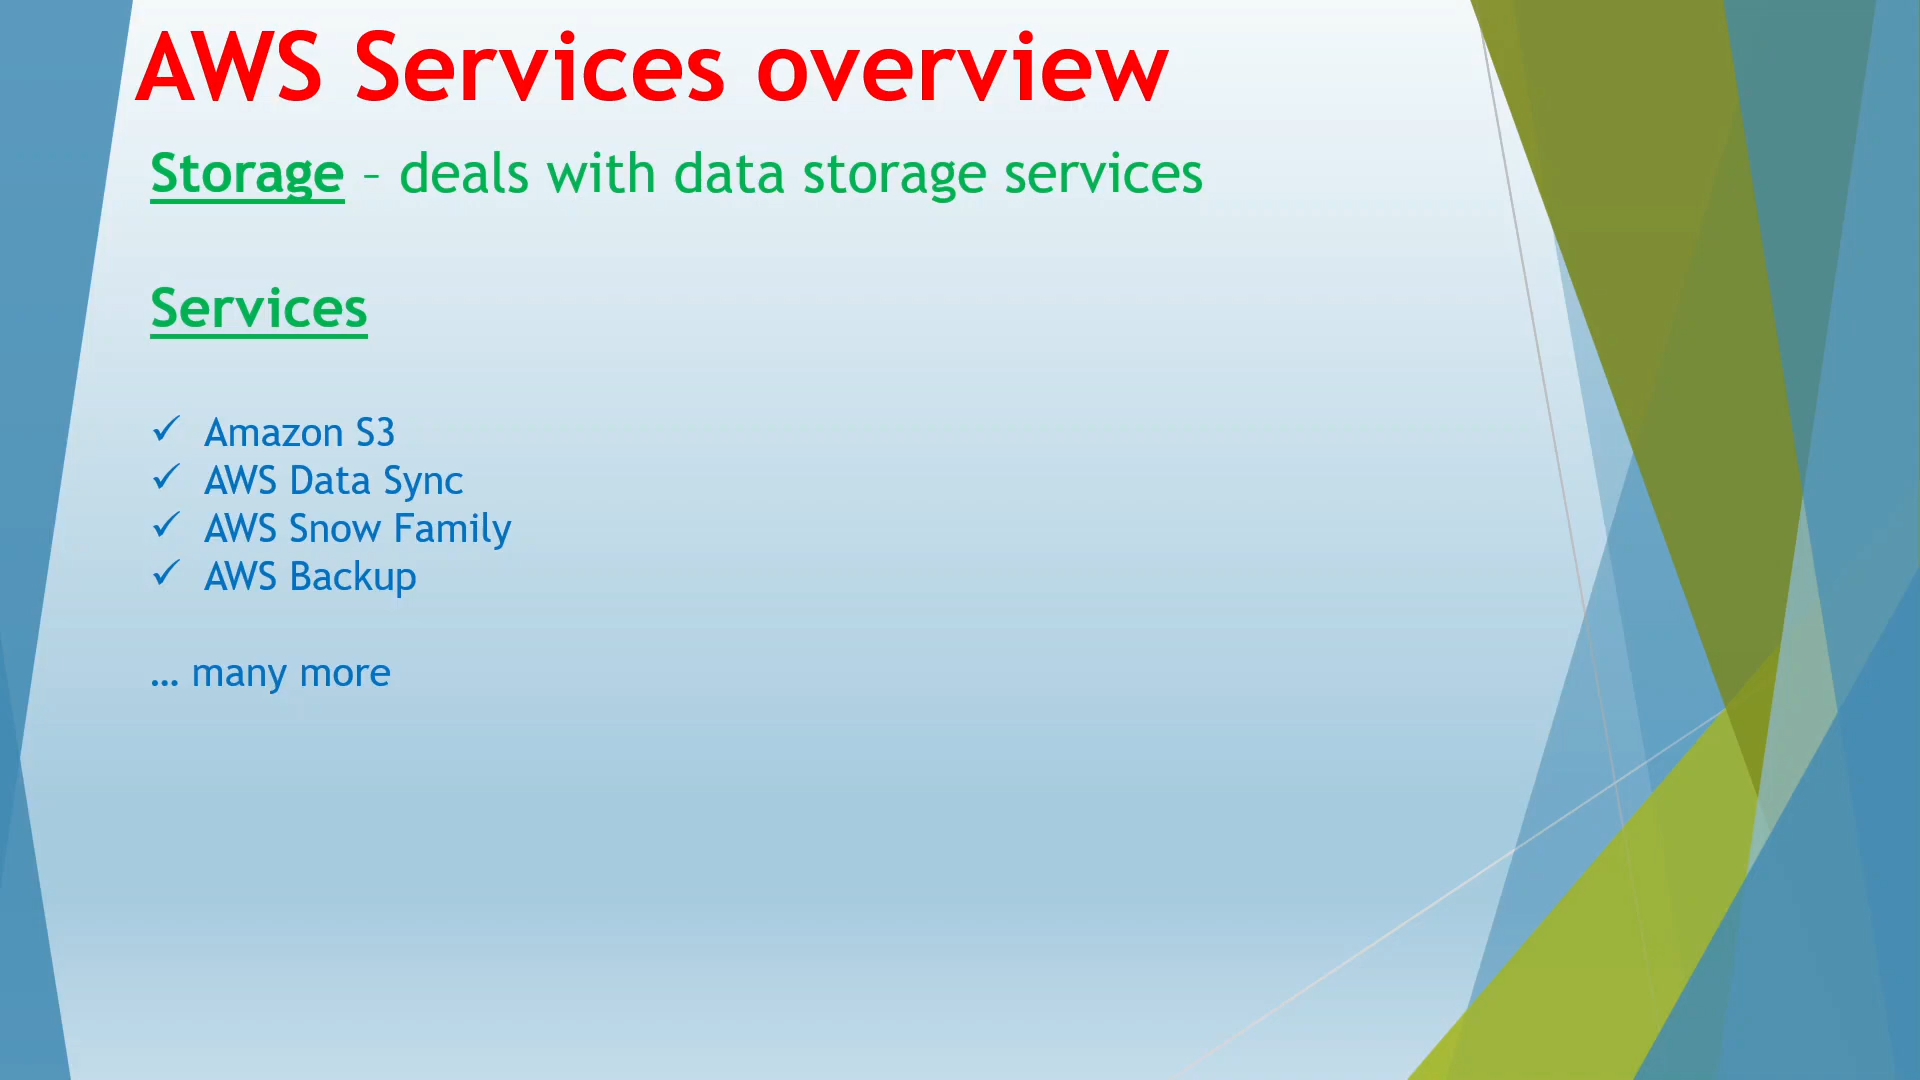 AWS Services overview
Storage – deals with data storage services
Services
✓ Amazon S3
✓ AWS Data Sync
✓ AWS Snow Family
✓ AWS Backup
… many more